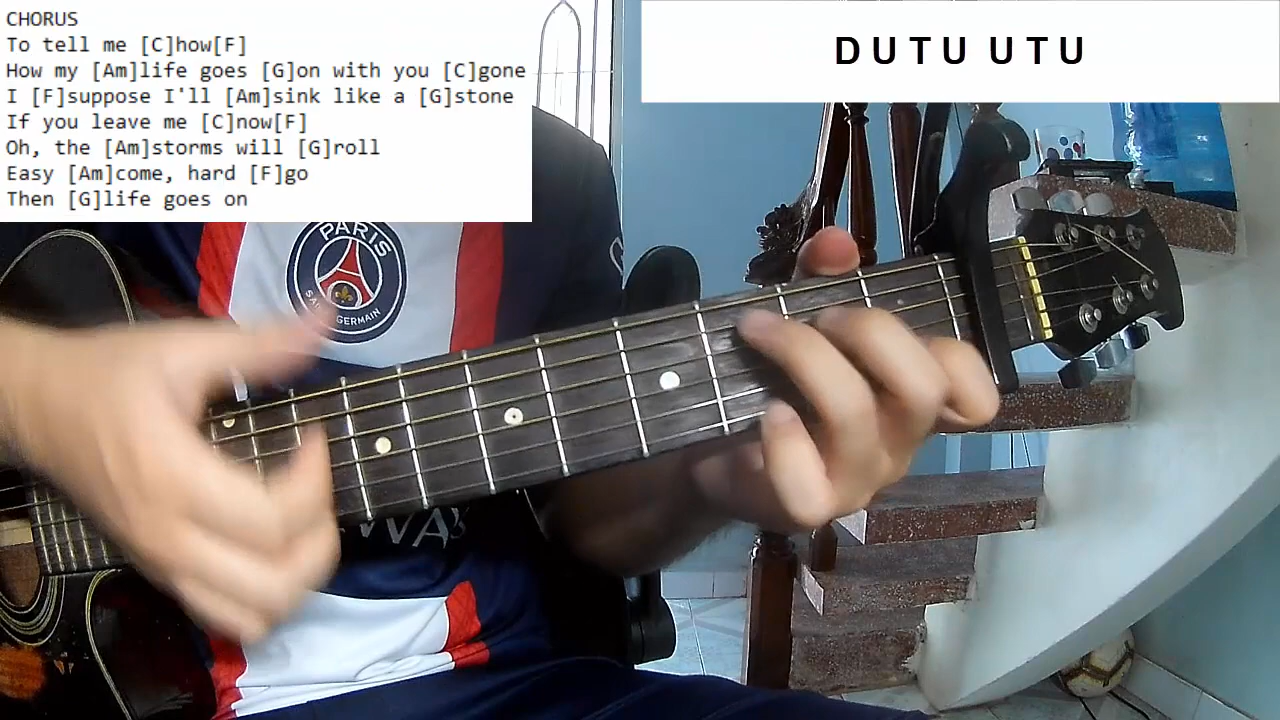 CHORUS
To tell me [C]how[F]
How my [Am]life goes [G]on with you [C]gone
I [F]suppose I'll [Am]sink like a [G]stone
If you leave me [C]now[F]
Oh, the [Am]storms will [G]roll
Easy [Am]come, hard [F]go
Then [G]life goes on
D U T U U T U
PARIS
SAINT-GERMAIN